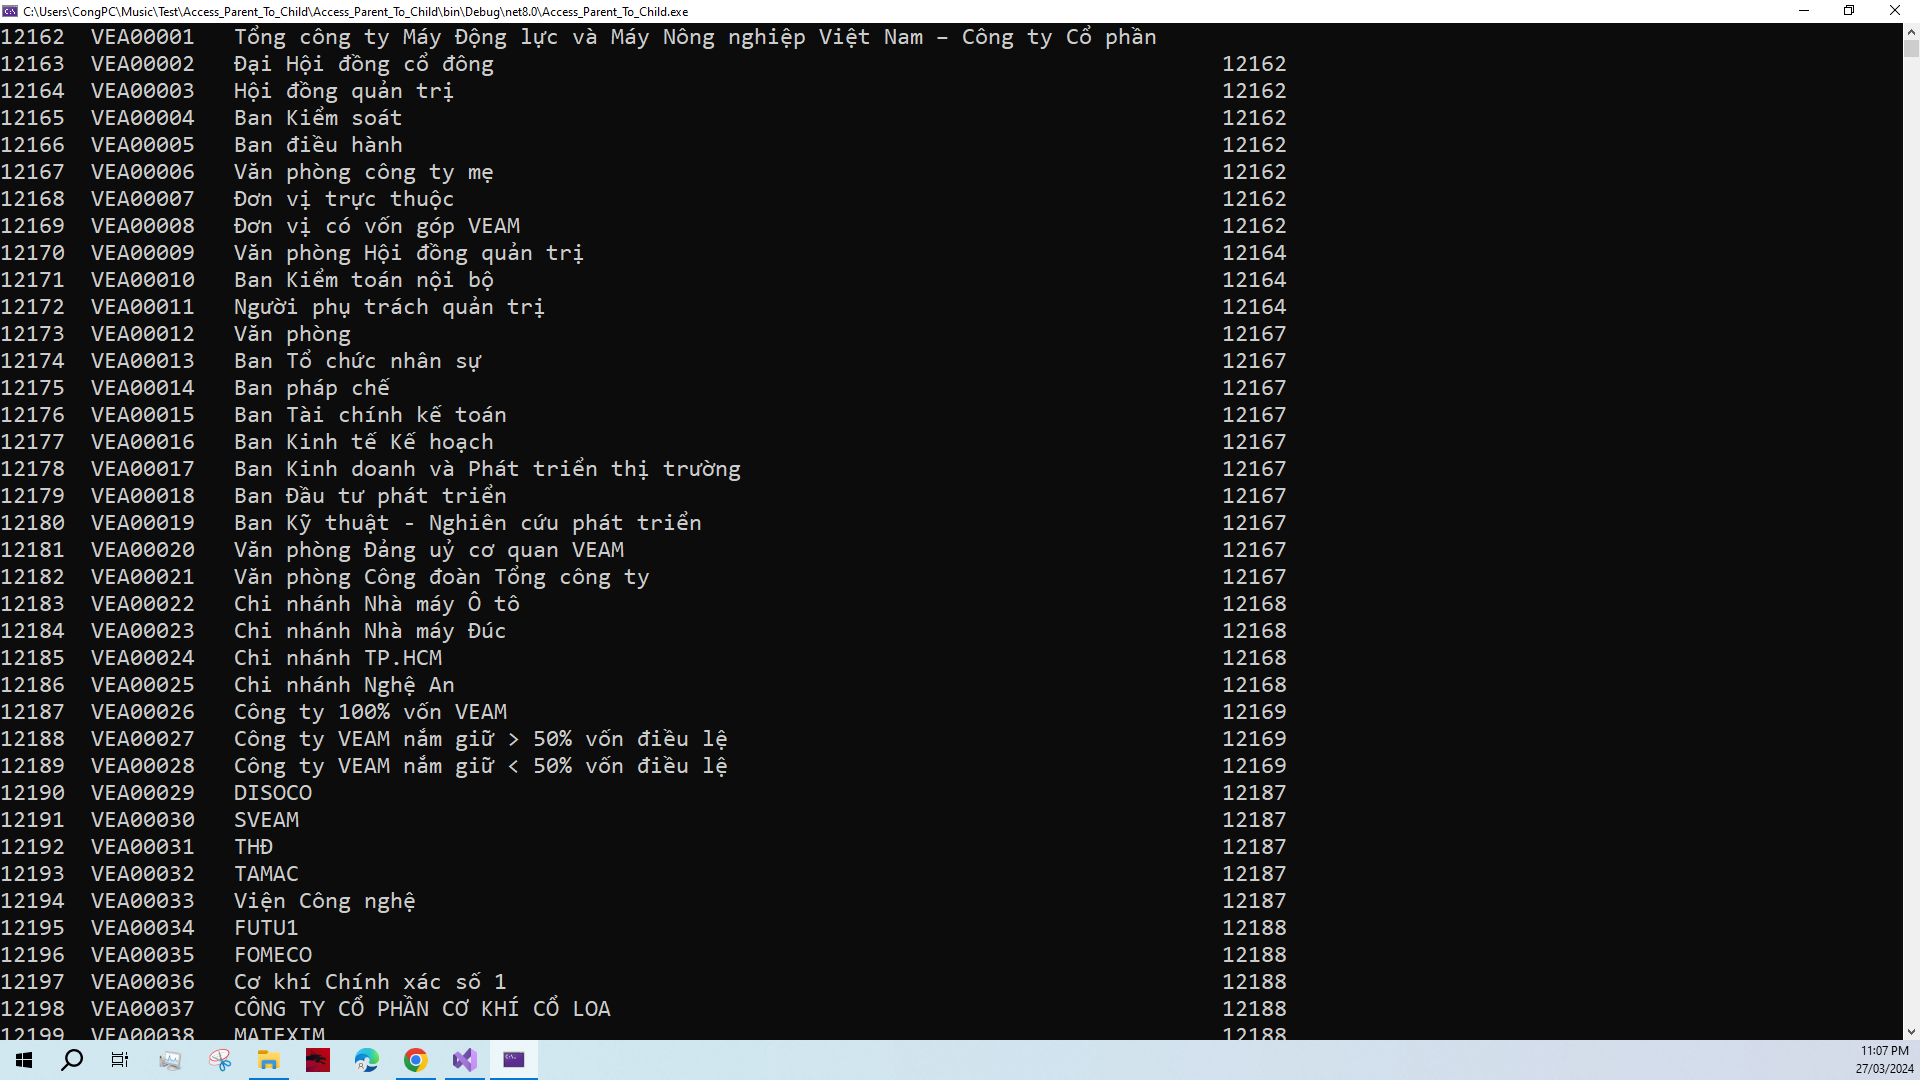 C:\Users\CongPC\Music\Test\Access_Parent_To_Child\Access_Parent_To_Child\bin\Debug\net8.0\Access_Parent_To_Child.exe
12162 VEA00001 Tổng công ty Máy Động lực và Máy Nông nghiệp Việt Nam – Công ty Cổ phần
12163 VEA00002 Đại Hội đồng cổ đông 12162
12164 VEA00003 Hội đồng quản trị 12162
12165 VEA00004 Ban Kiểm soát 12162
12166 VEA00005 Ban điều hành 12162
12167 VEA00006 Văn phòng công ty mẹ 12162
12168 VEA00007 Đơn vị trực thuộc 12162
12169 VEA00008 Đơn vị có vốn góp VEAM 12162
12170 VEA00009 Văn phòng Hội đồng quản trị 12164
12171 VEA00010 Ban Kiểm toán nội bộ 12164
12172 VEA00011 Người phụ trách quản trị 12164
12173 VEA00012 Văn phòng 12167
12174 VEA00013 Ban Tổ chức nhân sự 12167
12175 VEA00014 Ban pháp chế 12167
12176 VEA00015 Ban Tài chính kế toán 12167
12177 VEA00016 Ban Kinh tế Kế hoạch 12167
12178 VEA00017 Ban Kinh doanh và Phát triển thị trường 12167
12179 VEA00018 Ban Đầu tư phát triển 12167
12180 VEA00019 Ban Kỹ thuật - Nghiên cứu phát triển 12167
12181 VEA00020 Văn phòng Đảng uỷ cơ quan VEAM 12167
12182 VEA00021 Văn phòng Công đoàn Tổng công ty 12167
12183 VEA00022 Chi nhánh Nhà máy Ô tô 12168
12184 VEA00023 Chi nhánh Nhà máy Đúc 12168
12185 VEA00024 Chi nhánh TP.HCM 12168
12186 VEA00025 Chi nhánh Nghệ An 12168
12187 VEA00026 Công ty 100% vốn VEAM 12169
12188 VEA00027 Công ty VEAM nắm giữ > 50% vốn điều lệ 12169
12189 VEA00028 Công ty VEAM nắm giữ < 50% vốn điều lệ 12169
12190 VEA00029 DISOCO 12187
12191 VEA00030 SVEAM 12187
12192 VEA00031 THĐ 12187
12193 VEA00032 TAMAC 12187
12194 VEA00033 Viện Công nghệ 12187
12195 VEA00034 FUTU1 12188
12196 VEA00035 FOMECO 12188
12197 VEA00036 Cơ khí Chính xác số 1 12188
12198 VEA00037 CÔNG TY CỔ PHẦN CƠ KHÍ CỔ LOA 12188
12199 VEA00038 MATEXIM 12188
11:07 PM
27/03/2024